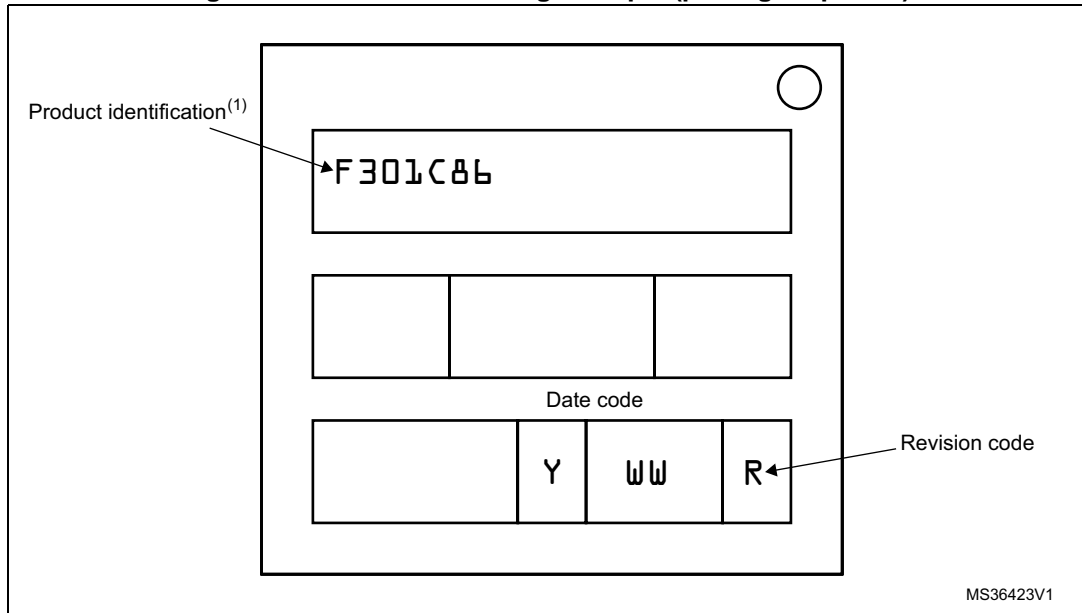 Product identification(1)
F301C86
Date code
Y WW R
Revision code
MS36423V1